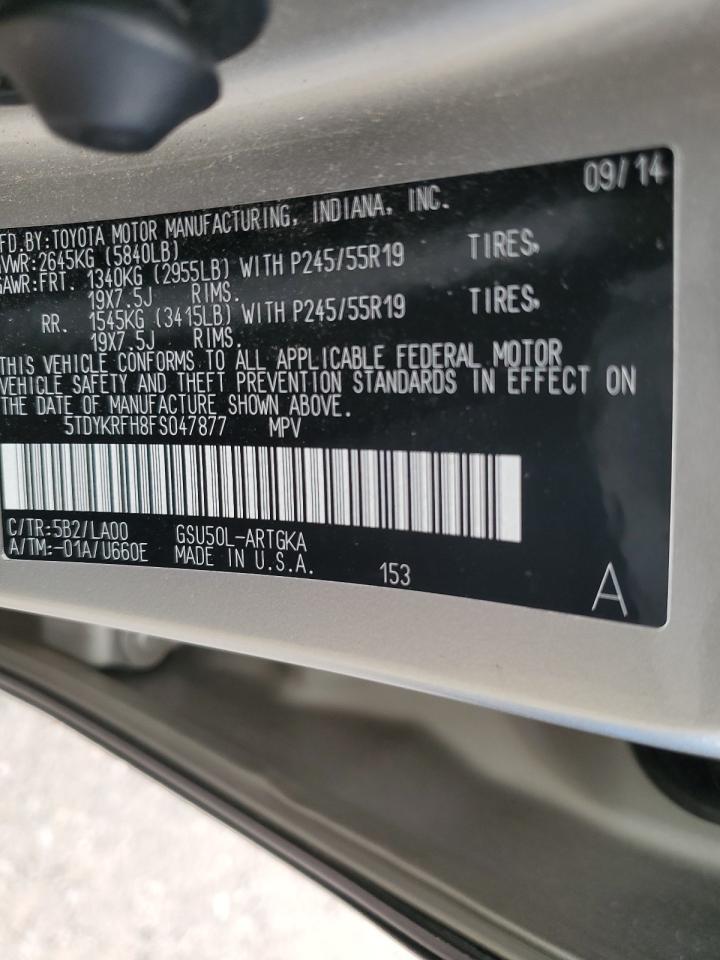 09/14
FD.BY:TOYOTA MOTOR MANUFACTURING, INDIANA, INC.
VWR:2645KG (5840LB)
GAWR:FRT. 1340KG (2955LB) WITH P245/55R19 TIRES,
19X7.5J RIMS.
RR. 1545KG (3415LB) WITH P245/55R19 TIRES,
19X7.5J RIMS.
THIS VEHICLE CONFORMS TO ALL APPLICABLE FEDERAL MOTOR
VEHICLE SAFETY AND THEFT PREVENTION STANDARDS IN EFFECT ON
THE DATE OF MANUFACTURE SHOWN ABOVE.
5TDYKRFH8FS047877 MPV
C/TR:5B2/LA00 GSU50L-ARTGKA
A/TM:-01A/U660E MADE IN U.S.A. 153
A